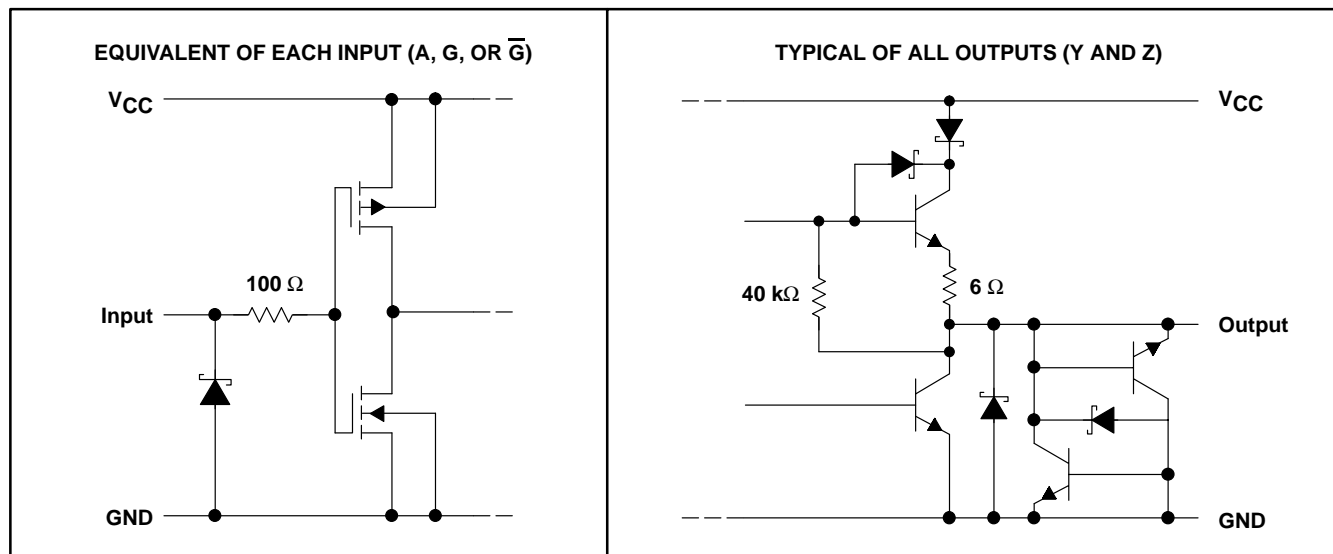 EQUIVALENT OF EACH INPUT (A, G, OR G̅)
VCC
100 Ω
Input
GND
TYPICAL OF ALL OUTPUTS (Y AND Z)
VCC
40 kΩ
6 Ω
Output
GND